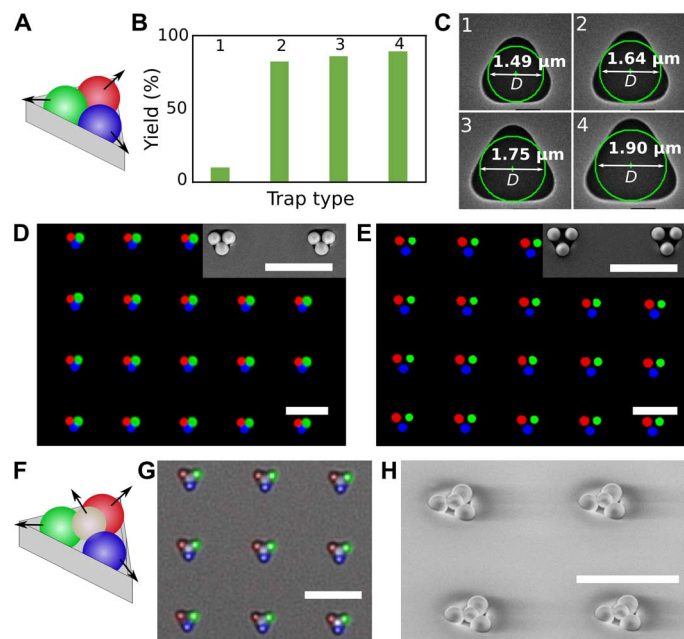 A
B
Yield (%)
100
50
0
1
2
3
4
Trap type
C
1
1.49 μm
D
2
1.64 μm
D
3
1.75 μm
D
4
1.90 μm
D
D
E
F
G
H